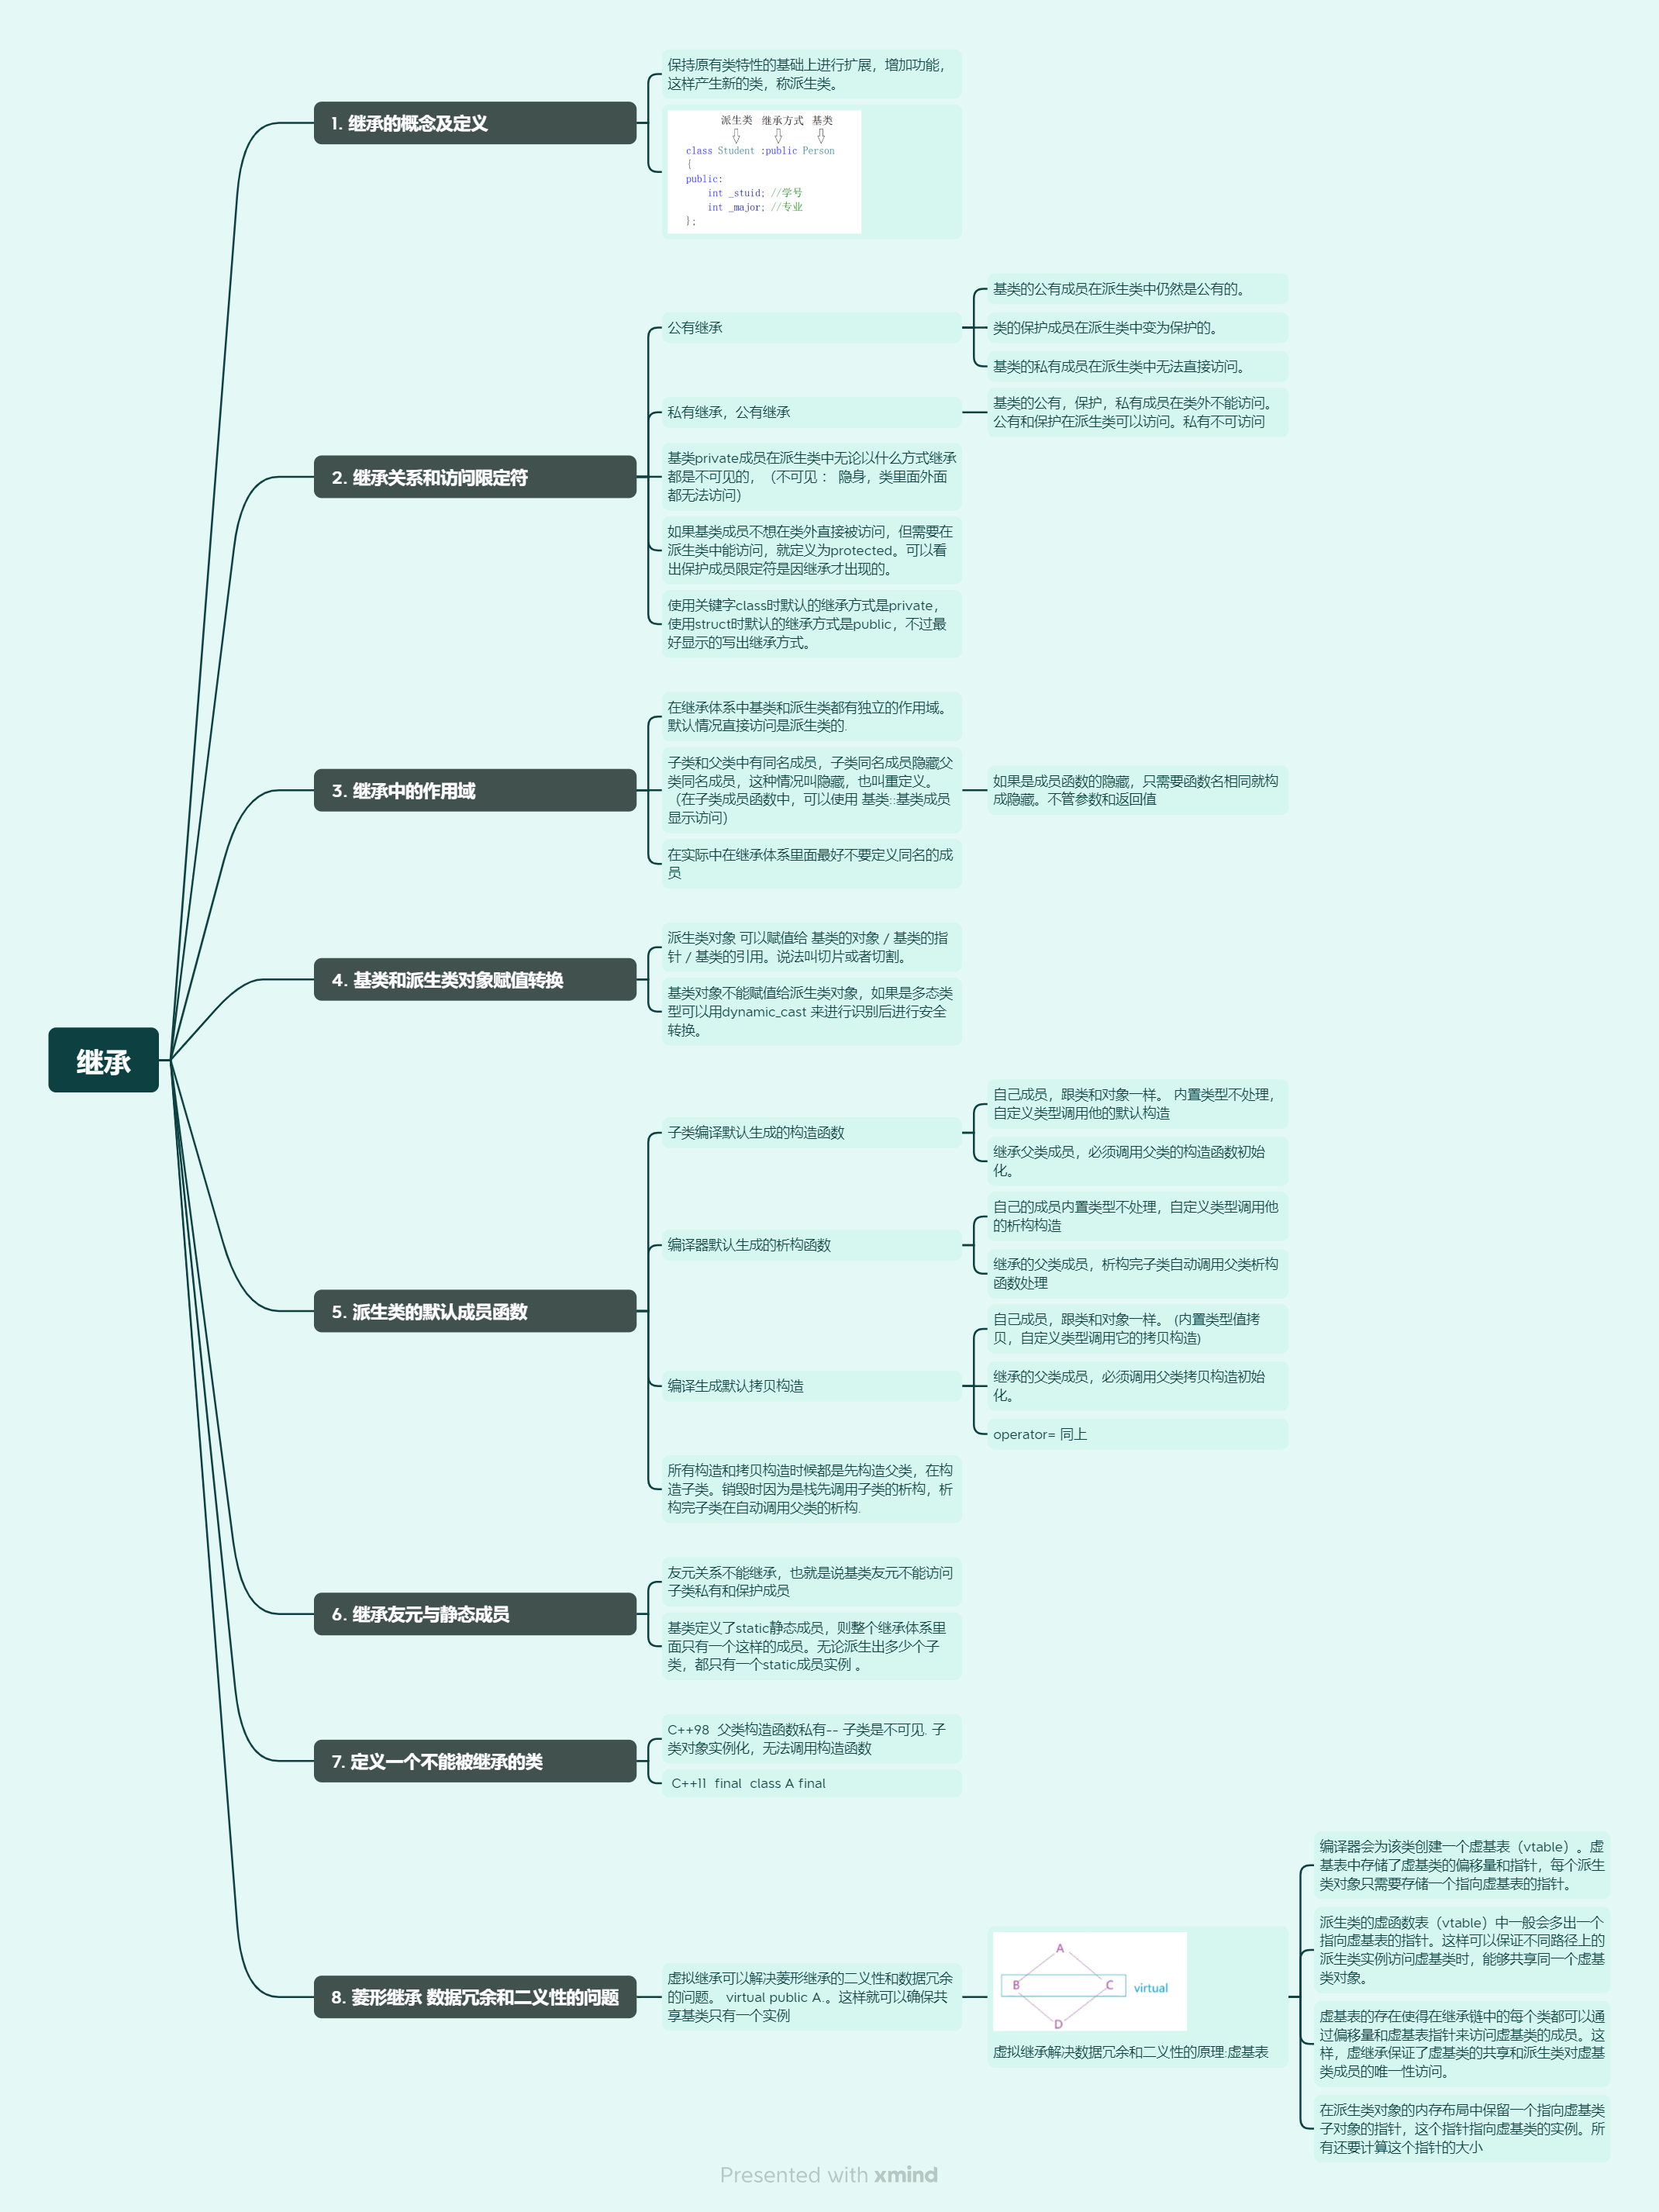 继承
1. 继承的概念及定义
保持原有类特性的基础上进行扩展，增加功能，
这样产生新的类，称派生类。
派生类 继承方式 基类
class Student :public Person
{
public:
int _stuid; //学号
int _major; //专业
};
2. 继承关系和访问限定符
公有继承
基类的公有成员在派生类中仍然是公有的。
类的保护成员在派生类中变为保护的。
基类的私有成员在派生类中无法直接访问。
私有继承，公有继承
基类的公有，保护，私有成员在类外不能访问。
公有和保护在派生类可以访问。私有不可访问
基类private成员在派生类中无论以什么方式继承
都是不可见的，（不可见： 隐身，类里面外面
都无法访问）
如果基类成员不想在类外直接被访问，但需要在
派生类中能访问，就定义为protected。可以看
出保护成员限定符是因继承才出现的。
使用关键字class时默认的继承方式是private，
使用struct时默认的继承方式是public，不过最
好显示的写出继承方式。
3. 继承中的作用域
在继承体系中基类和派生类都有独立的作用域。
默认情况直接访问是派生类的.
子类和父类中有同名成员，子类同名成员隐藏父
类同名成员，这种情况叫隐藏，也叫重定义。
（在子类成员函数中，可以使用 基类::基类成员
显示访问）
如果是成员函数的隐藏，只需要函数名相同就构
成隐藏。不管参数和返回值
在实际中在继承体系里面最好不要定义同名的成
员
4. 基类和派生类对象赋值转换
派生类对象 可以赋值给 基类的对象 / 基类的指
针 / 基类的引用。说法叫切片或者切割。
基类对象不能赋值给派生类对象，如果是多态类
型可以用dynamic_cast 来进行识别后进行安全
转换。
5. 派生类的默认成员函数
子类编译默认生成的构造函数
自己成员，跟类和对象一样。 内置类型不处理，
自定义类型调用他的默认构造
继承父类成员，必须调用父类的构造函数初始
化。
编译器默认生成的析构函数
自己的成员内置类型不处理，自定义类型调用他
的析构构造
继承的父类成员，析构完子类自动调用父类析构
函数处理
编译生成默认拷贝构造
自己成员，跟类和对象一样。 (内置类型值拷
贝，自定义类型调用它的拷贝构造)
继承的父类成员，必须调用父类拷贝构造初始
化。
operator= 同上
所有构造和拷贝构造时候都是先构造父类，在构
造子类。销毁时因为是栈先调用子类的析构，析
构完子类在自动调用父类的析构.
6. 继承友元与静态成员
友元关系不能继承，也就是说基类友元不能访问
子类私有和保护成员
基类定义了static静态成员，则整个继承体系里
面只有一个这样的成员。无论派生出多少个子
类，都只有一个static成员实例 。
7. 定义一个不能被继承的类
C++98 父类构造函数私有-- 子类是不可见. 子
类对象实例化，无法调用构造函数
C++11 final class A final
8. 菱形继承 数据冗余和二义性的问题
虚拟继承可以解决菱形继承的二义性和数据冗余
的问题。 virtual public A.。这样就可以确保共
享基类只有一个实例
A
B C virtual
D
虚拟继承解决数据冗余和二义性的原理:虚基表
编译器会为该类创建一个虚基表（vtable）。虚
基表中存储了虚基类的偏移量和指针，每个派生
类对象只需要存储一个指向虚基表的指针。
派生类的虚函数表（vtable）中一般会多出一个
指向虚基表的指针。这样可以保证不同路径上的
派生类实例访问虚基类时，能够共享同一个虚基
类对象。
虚基表的存在使得在继承链中的每个类都可以通
过偏移量和虚基表指针来访问虚基类的成员。这
样，虚继承保证了虚基类的共享和派生类对虚基
类成员的唯一性访问。
在派生类对象的内存布局中保留一个指向虚基类
子对象的指针，这个指针指向虚基类的实例。所
有还要计算这个指针的大小
Presented with xmind